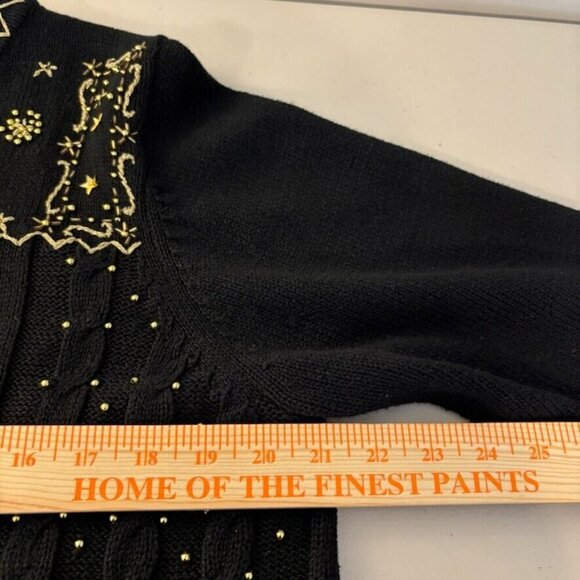 16 17 18 19 20 21 22 23 24 25
HOME OF THE FINEST PAINTS